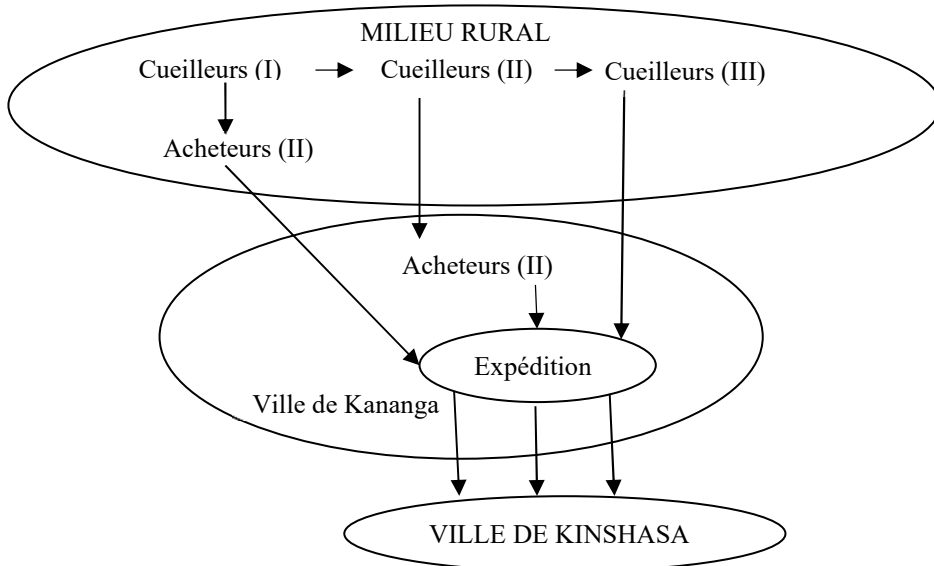 MILIEU RURAL
Cueilleurs (I) Cueilleurs (II) Cueilleurs (III)
Acheteurs (II)
Acheteurs (II)
Expédition
Ville de Kananga
VILLE DE KINSHASA